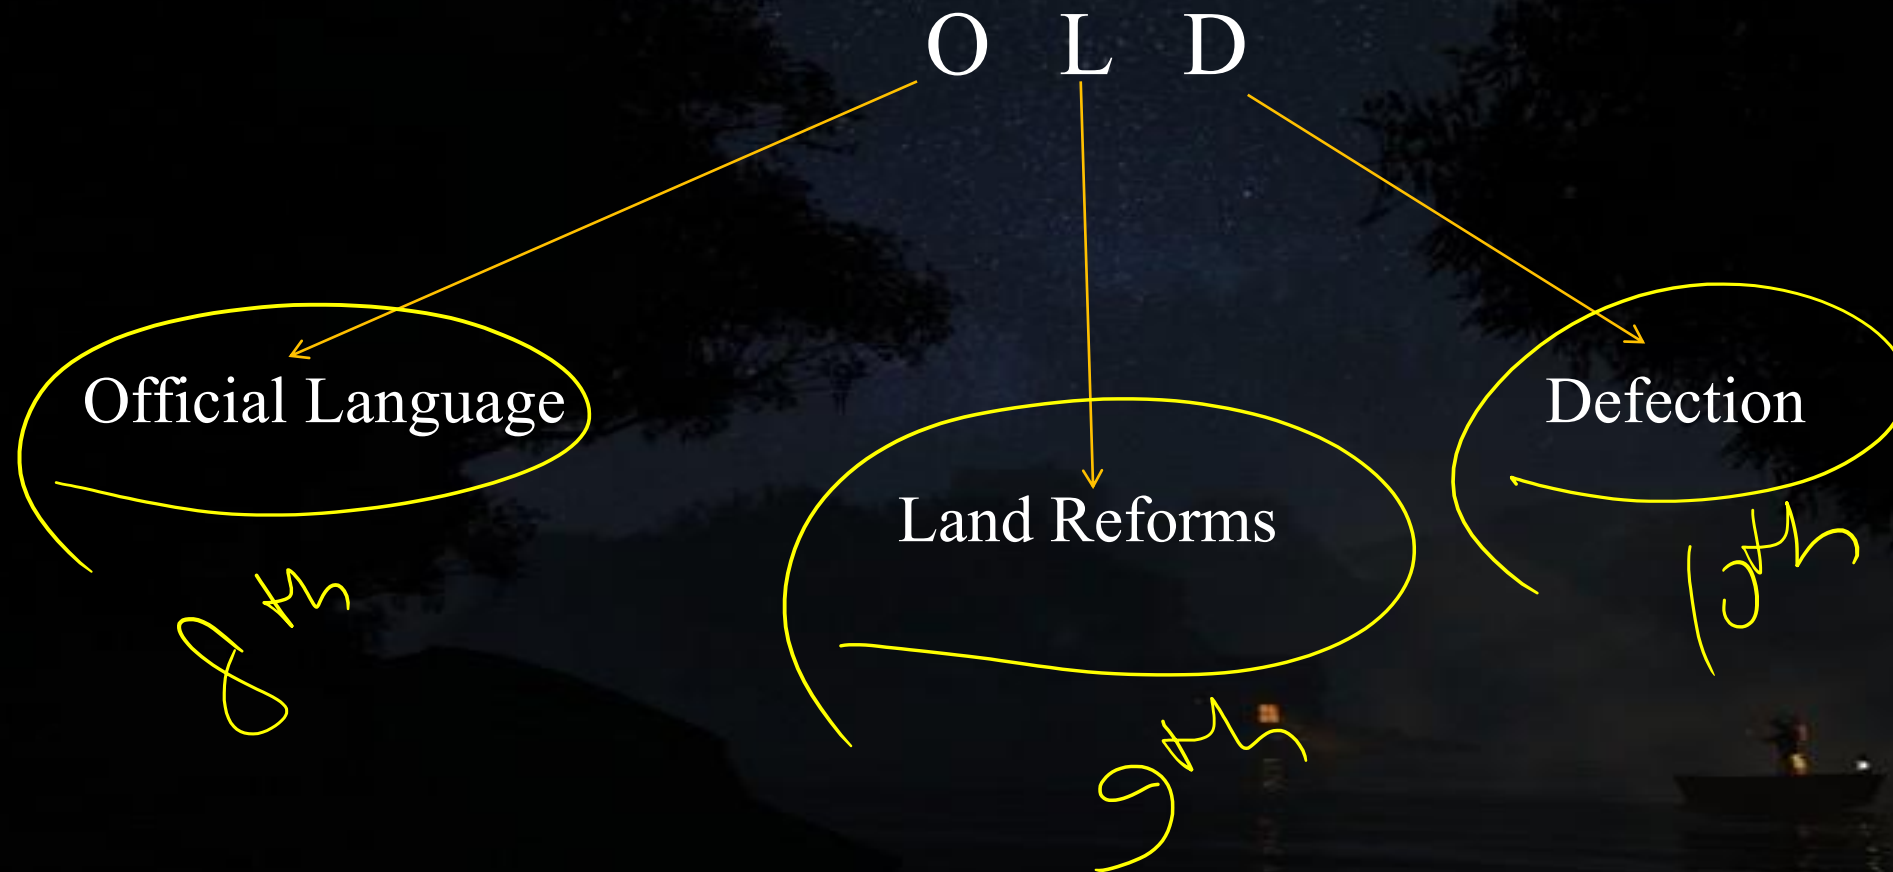 O L D
Official Language
Defection
Land Reforms
8th
10th
9th